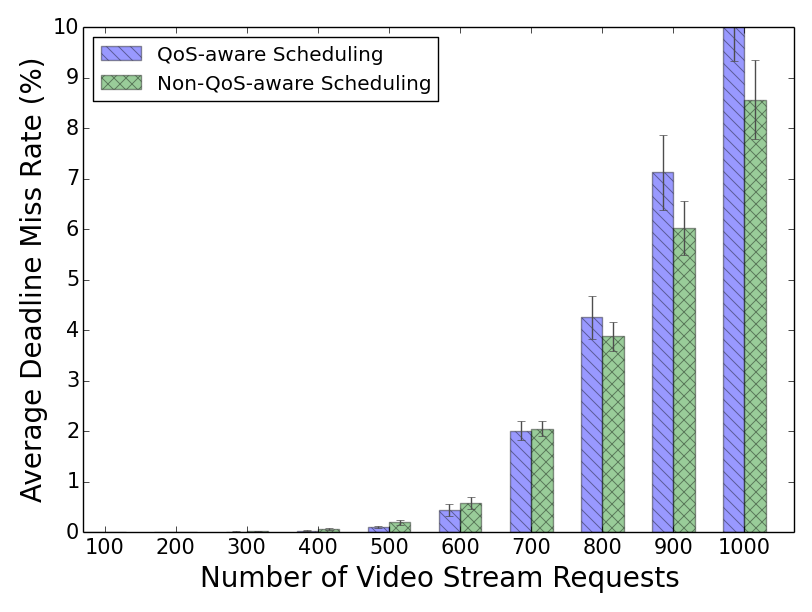 QoS-aware Scheduling
Non-QoS-aware Scheduling
Average Deadline Miss Rate (%)
10
9
8
7
6
5
4
3
2
1
0
100 200 300 400 500 600 700 800 900 1000
Number of Video Stream Requests